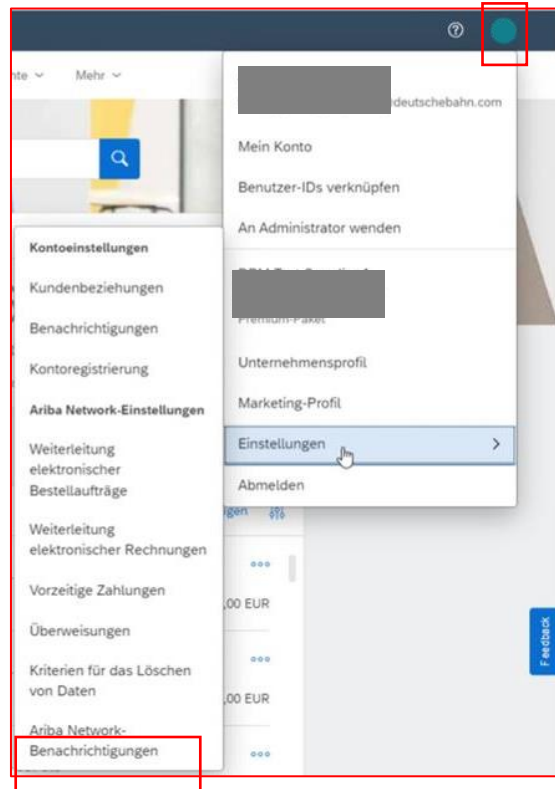 nte
Mehr
deutschebahn.com
Mein Konto
Benutzer-IDs verknüpfen
An Administrator wenden
Premium-Paket
Unternehmensprofil
Marketing-Profil
Einstellungen
Abmelden
Kontoeinstellungen
Kundenbeziehungen
Benachrichtigungen
Kontoregistrierung
Ariba Network-Einstellungen
Weiterleitung
elektronischer
Bestellaufträge
Weiterleitung
elektronischer Rechnungen
Vorzeitige Zahlungen
Überweisungen
Kriterien für das Löschen
von Daten
Ariba Network-
Benachrichtigungen
gen
,00 EUR
,00 EUR
Feedback